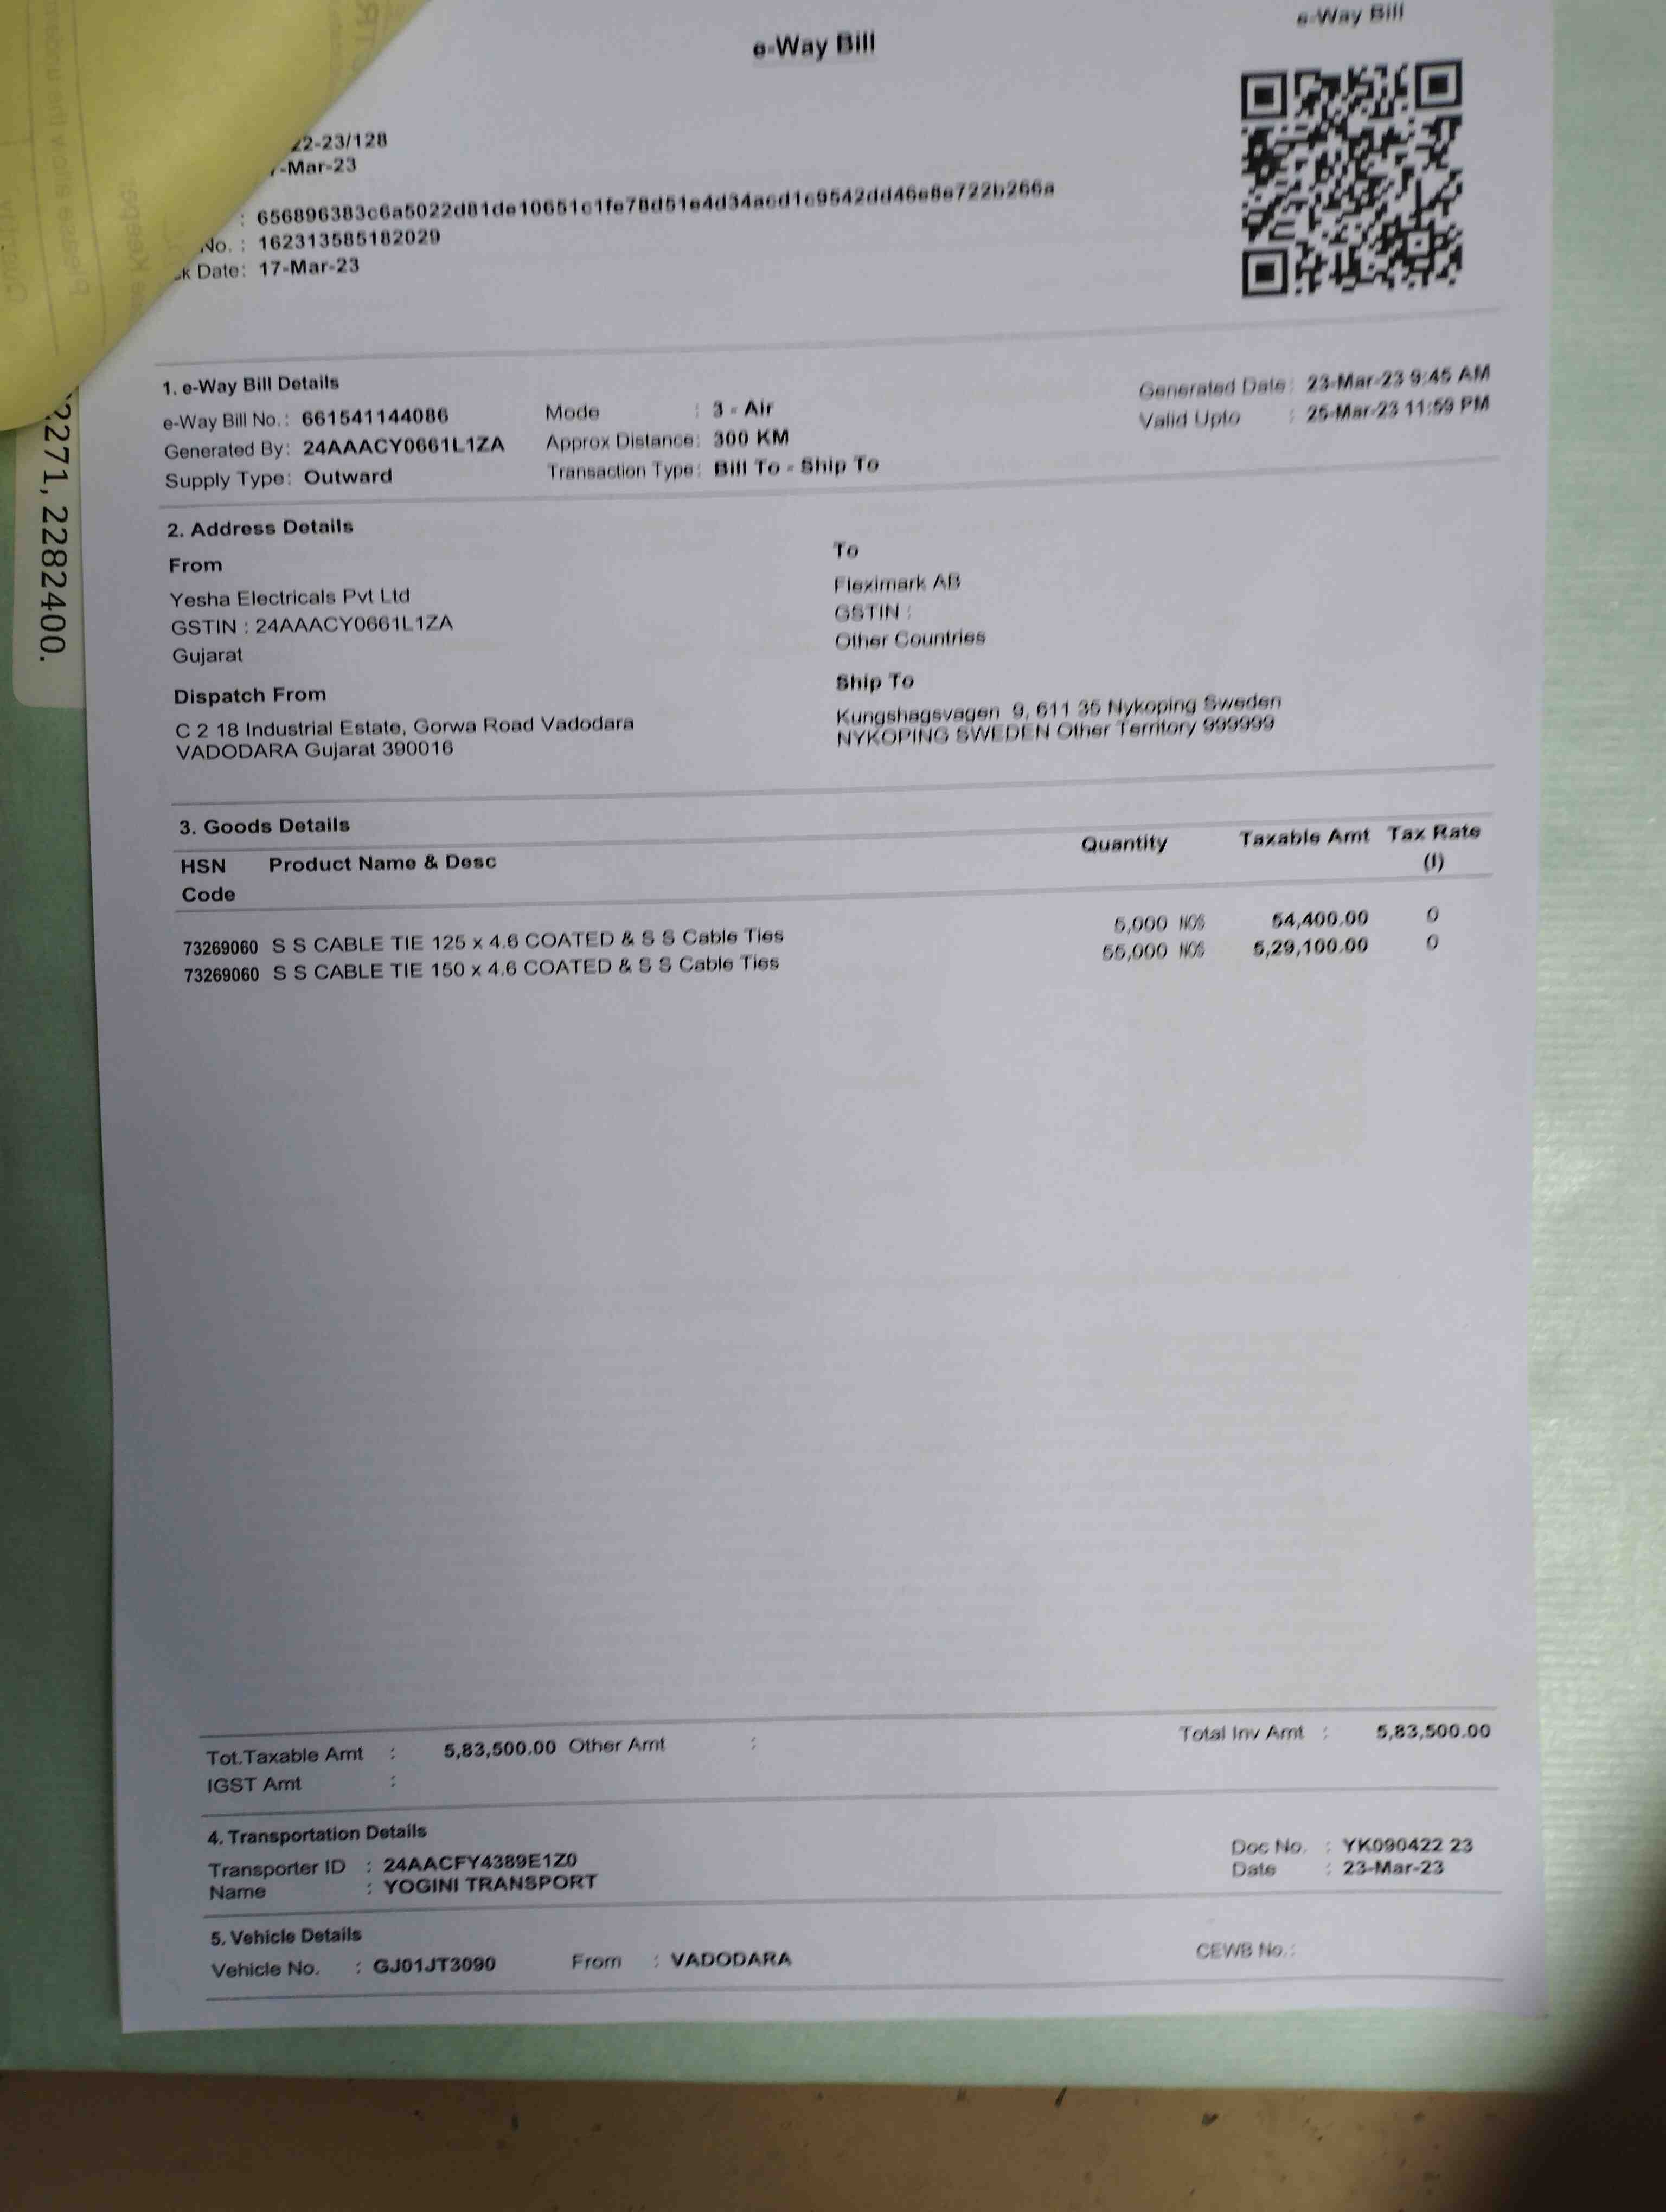 e-Way Bill
e-Way Bill
22-23/128
-Mar-23
: 656896383c6a5022d81de10651c1fe78d51e4d34acd1c9542dd46e8e722b266a
No. : 162313585182029
k Date: 17-Mar-23
1. e-Way Bill Details
e-Way Bill No.: 661541144086 Mode : 3 - Air Generated Date: 23-Mar-23 9:45 AM
Generated By: 24AAACY0661L1ZA Approx Distance: 300 KM Valid Upto : 25-Mar-23 11:59 PM
Supply Type: Outward Transaction Type: Bill To - Ship To
2. Address Details
From
Yesha Electricals Pvt Ltd
GSTIN : 24AAACY0661L1ZA
Gujarat
To
Fleximark AB
GSTIN :
Other Countries
Dispatch From
C 2 18 Industrial Estate, Gorwa Road Vadodara
VADODARA Gujarat 390016
Ship To
Kungshagsvagen 9, 611 35 Nykoping Sweden
NYKOPING SWEDEN Other Territory 999999
3. Goods Details
HSN Code Product Name & Desc Quantity Taxable Amt Tax Rate (I)
73269060 S S CABLE TIE 125 x 4.6 COATED & S S Cable Ties 5,000 NOS 54,400.00 0
73269060 S S CABLE TIE 150 x 4.6 COATED & S S Cable Ties 55,000 NOS 5,29,100.00 0
Tot.Taxable Amt : 5,83,500.00 Other Amt : Total Inv Amt : 5,83,500.00
IGST Amt :
4. Transportation Details
Transporter ID : 24AACFY4389E1Z0 Doc No. : YK090422 23
Name : YOGINI TRANSPORT Date : 23-Mar-23
5. Vehicle Details
Vehicle No. : GJ01JT3090 From : VADODARA CEWB No.:
2271, 2282400.